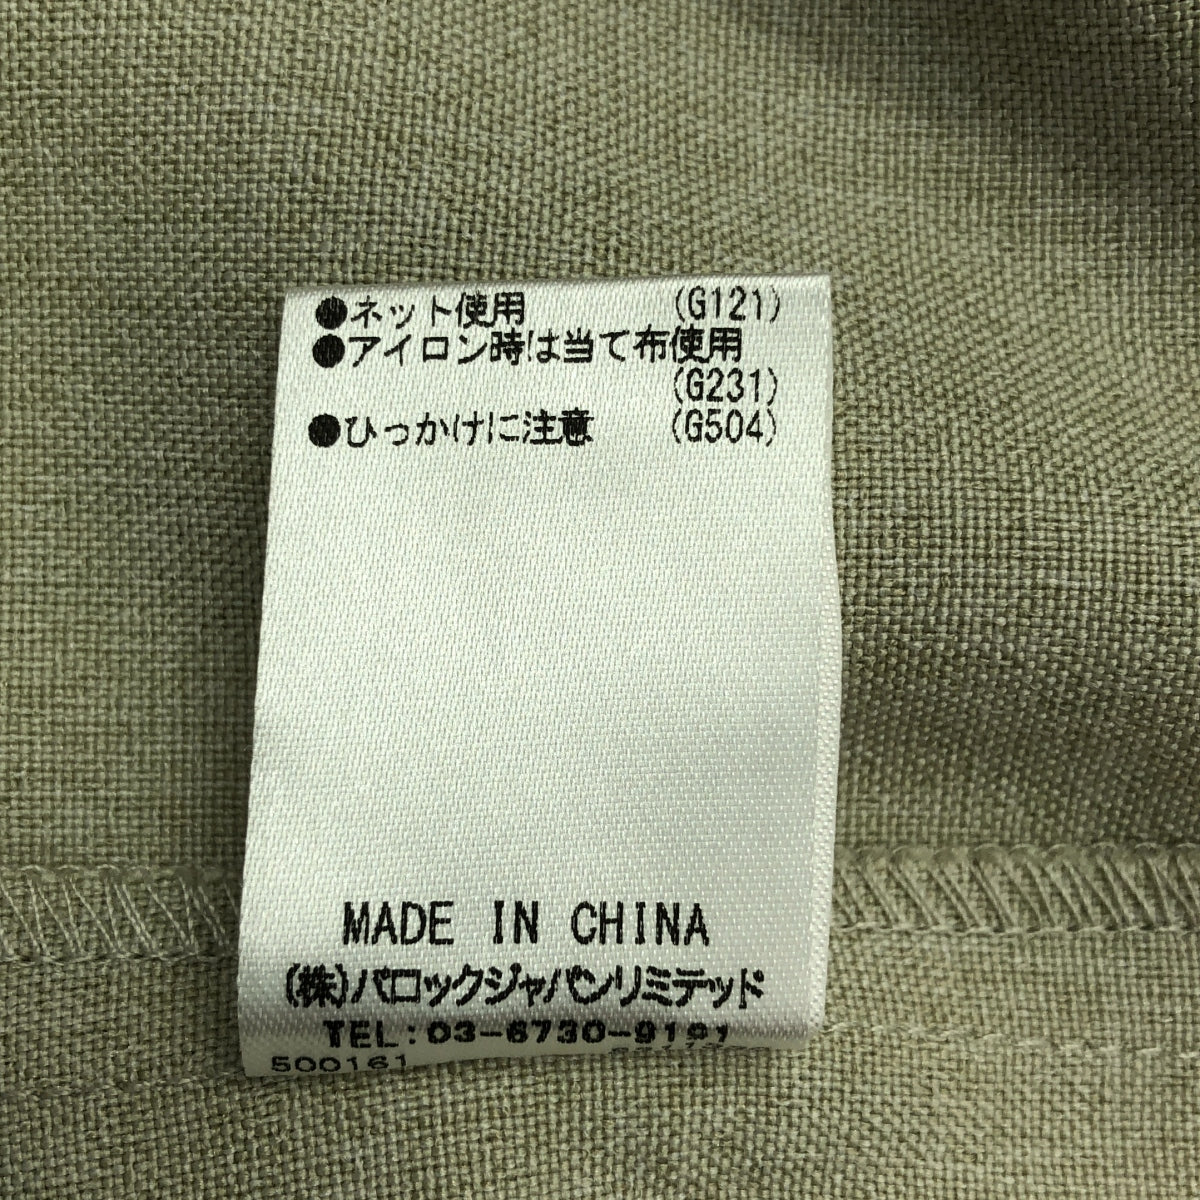 ●ネット使用 (G121)
●アイロン時は当て布使用
(G231)
●ひっかけに注意 (G504)
MADE IN CHINA
(株)バロックジャパンリミテッド
TEL:03-6730-9191
500161